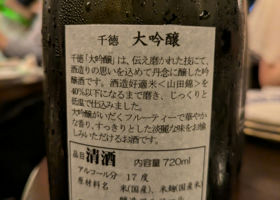 千徳 大吟醸
千徳「大吟醸」は、伝え磨かれた技にて、
酒造りの思いを込めて丹念に醸した吟
醸酒です。酒造好適米<山田錦>を
40%以下になるまで磨き、じっくりと
低温で仕込みました。
大吟醸がいだくフルーティーで華やか
な香り、すっきりとした淡麗な味をお愉
しみいただけるお酒です。
品目 清酒 内容量 720ml
アルコール分 17度
原材料名 米(国産)、米麹(国産米)